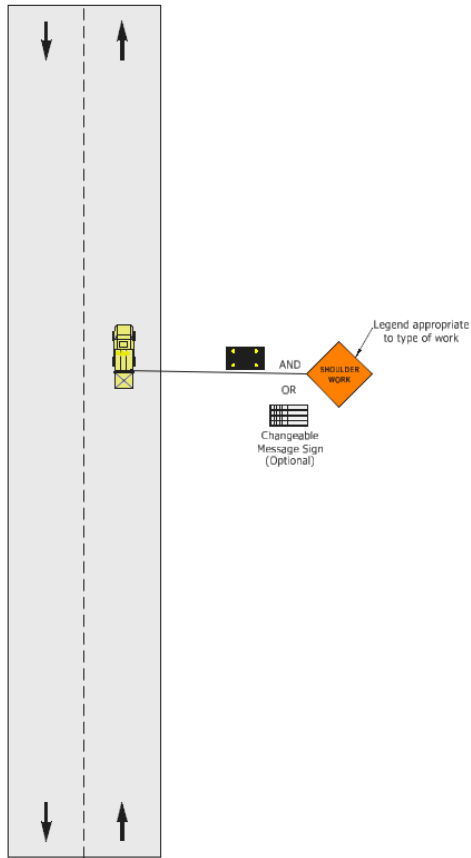 Legend appropriate
to type of work
AND
SHOULDER
WORK
OR
Changeable
Message Sign
(Optional)